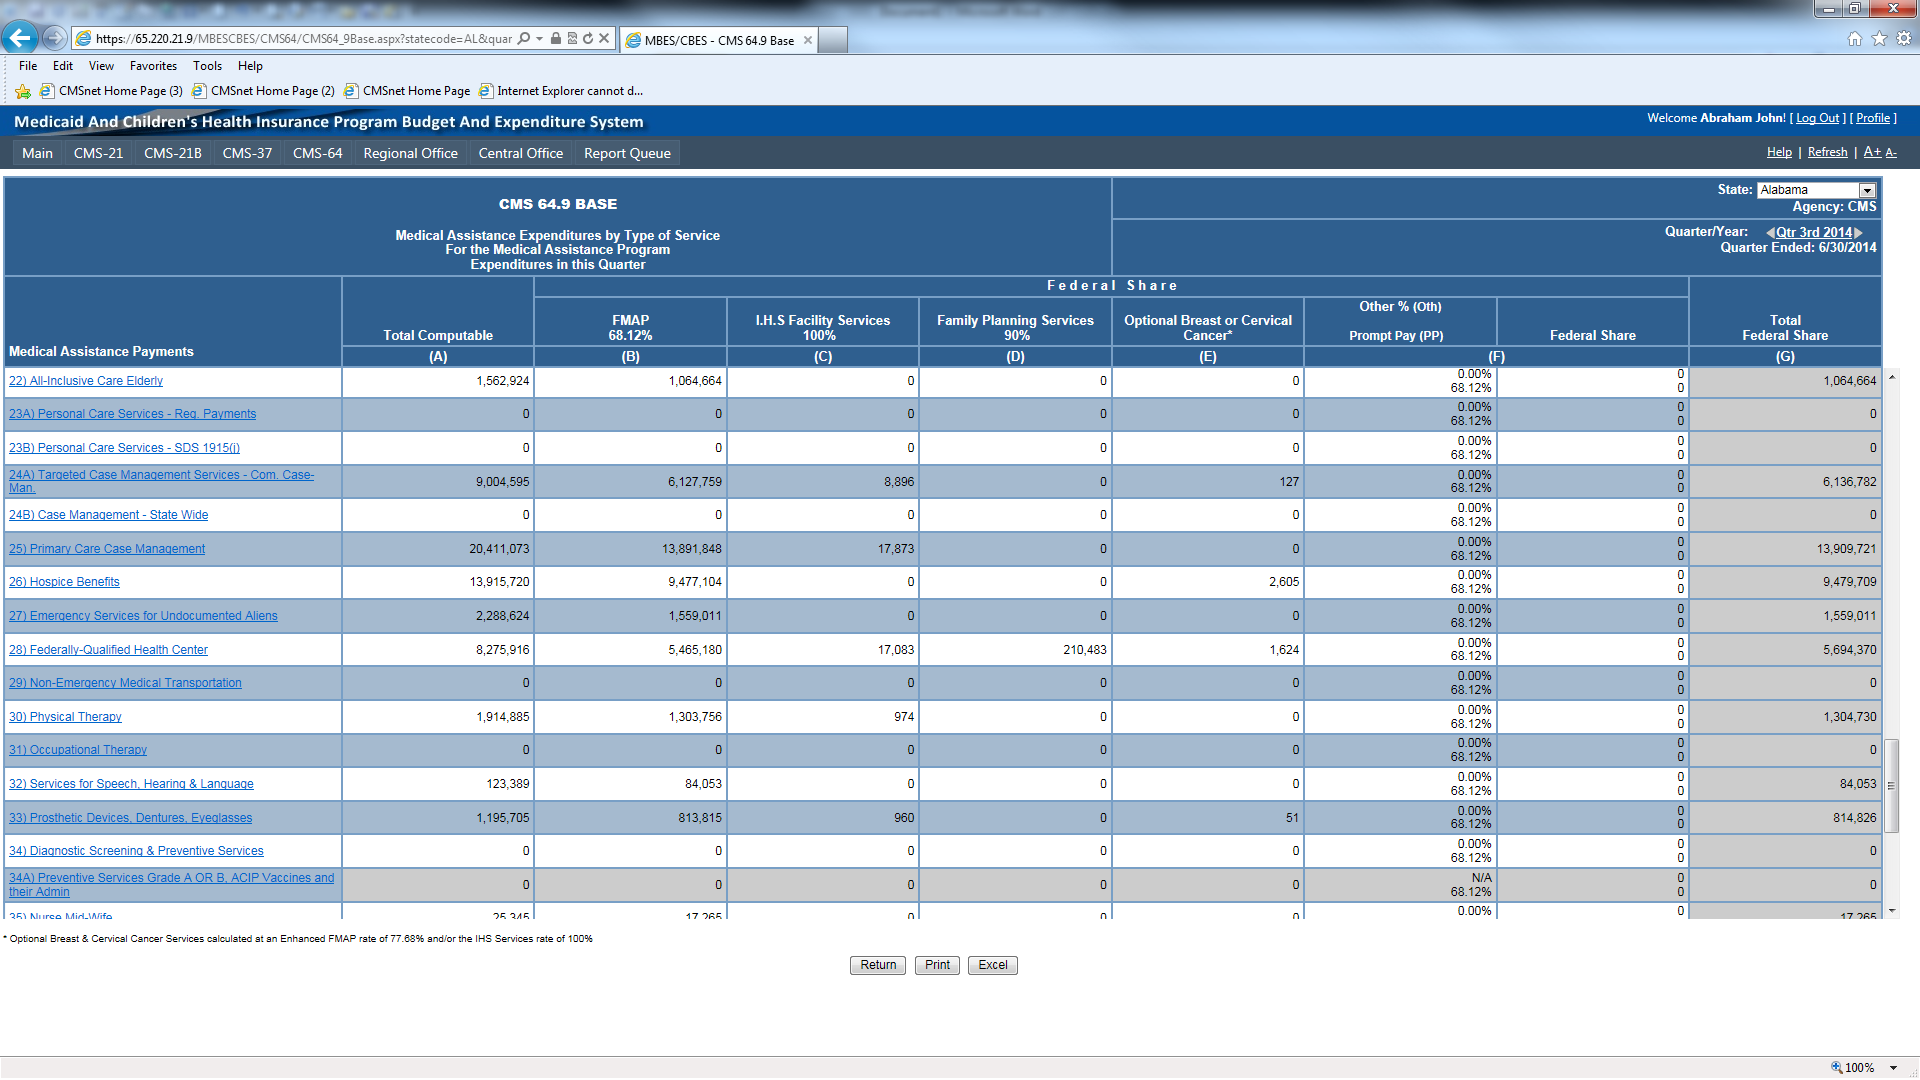 https://65.220.21.9/MBESCBES/CMS64/CMS64_9Base.aspx?statecode=AL&quar
MBES/CBES - CMS 64.9 Base
File Edit View Favorites Tools Help
CMSnet Home Page (3) CMSnet Home Page (2) CMSnet Home Page Internet Explorer cannot d...
Medicaid And Children's Health Insurance Program Budget And Expenditure System
Welcome Abraham John! [ Log Out ] [ Profile ]
Main CMS-21 CMS-21B CMS-37 CMS-64 Regional Office Central Office Report Queue
Help | Refresh | A+ A-
CMS 64.9 BASE
Medical Assistance Expenditures by Type of Service
For the Medical Assistance Program
Expenditures in this Quarter
State: Alabama
Agency: CMS
Quarter/Year: Qtr 3rd 2014
Quarter Ended: 6/30/2014
Medical Assistance Payments
Total Computable
(A)
Federal Share
FMAP
68.12%
(B)
I.H.S Facility Services
100%
(C)
Family Planning Services
90%
(D)
Optional Breast or Cervical
Cancer*
(E)
Other % (Oth)
Prompt Pay (PP)
Federal Share
(F)
Total
Federal Share
(G)
22) All-Inclusive Care Elderly 1,562,924 1,064,664 0 0 0 0.00% 0 1,064,664
68.12% 0
23A) Personal Care Services - Reg. Payments 0 0 0 0 0 0.00% 0 0
68.12% 0
23B) Personal Care Services - SDS 1915(j) 0 0 0 0 0 0.00% 0 0
68.12% 0
24A) Targeted Case Management Services - Com. Case-
Man. 9,004,595 6,127,759 8,896 0 127 0.00% 0 6,136,782
68.12% 0
24B) Case Management - State Wide 0 0 0 0 0 0.00% 0 0
68.12% 0
25) Primary Care Case Management 20,411,073 13,891,848 17,873 0 0 0.00% 0 13,909,721
68.12% 0
26) Hospice Benefits 13,915,720 9,477,104 0 0 2,605 0.00% 0 9,479,709
68.12% 0
27) Emergency Services for Undocumented Aliens 2,288,624 1,559,011 0 0 0 0.00% 0 1,559,011
68.12% 0
28) Federally-Qualified Health Center 8,275,916 5,465,180 17,083 210,483 1,624 0.00% 0 5,694,370
68.12% 0
29) Non-Emergency Medical Transportation 0 0 0 0 0 0.00% 0 0
68.12% 0
30) Physical Therapy 1,914,885 1,303,756 974 0 0 0.00% 0 1,304,730
68.12% 0
31) Occupational Therapy 0 0 0 0 0 0.00% 0 0
68.12% 0
32) Services for Speech, Hearing & Language 123,389 84,053 0 0 0 0.00% 0 84,053
68.12% 0
33) Prosthetic Devices, Dentures, Eyeglasses 1,195,705 813,815 960 0 51 0.00% 0 814,826
68.12% 0
34) Diagnostic Screening & Preventive Services 0 0 0 0 0 0.00% 0 0
68.12% 0
34A) Preventive Services Grade A OR B, ACIP Vaccines and
their Admin 0 0 0 0 0 N/A 0 0
68.12% 0
35) Nurse Mid-Wife 25,345 17,265 0 0 0 0.00% 0 17,265
* Optional Breast & Cervical Cancer Services calculated at an Enhanced FMAP rate of 77.68% and/or the IHS Services rate of 100%
Return Print Excel
100%